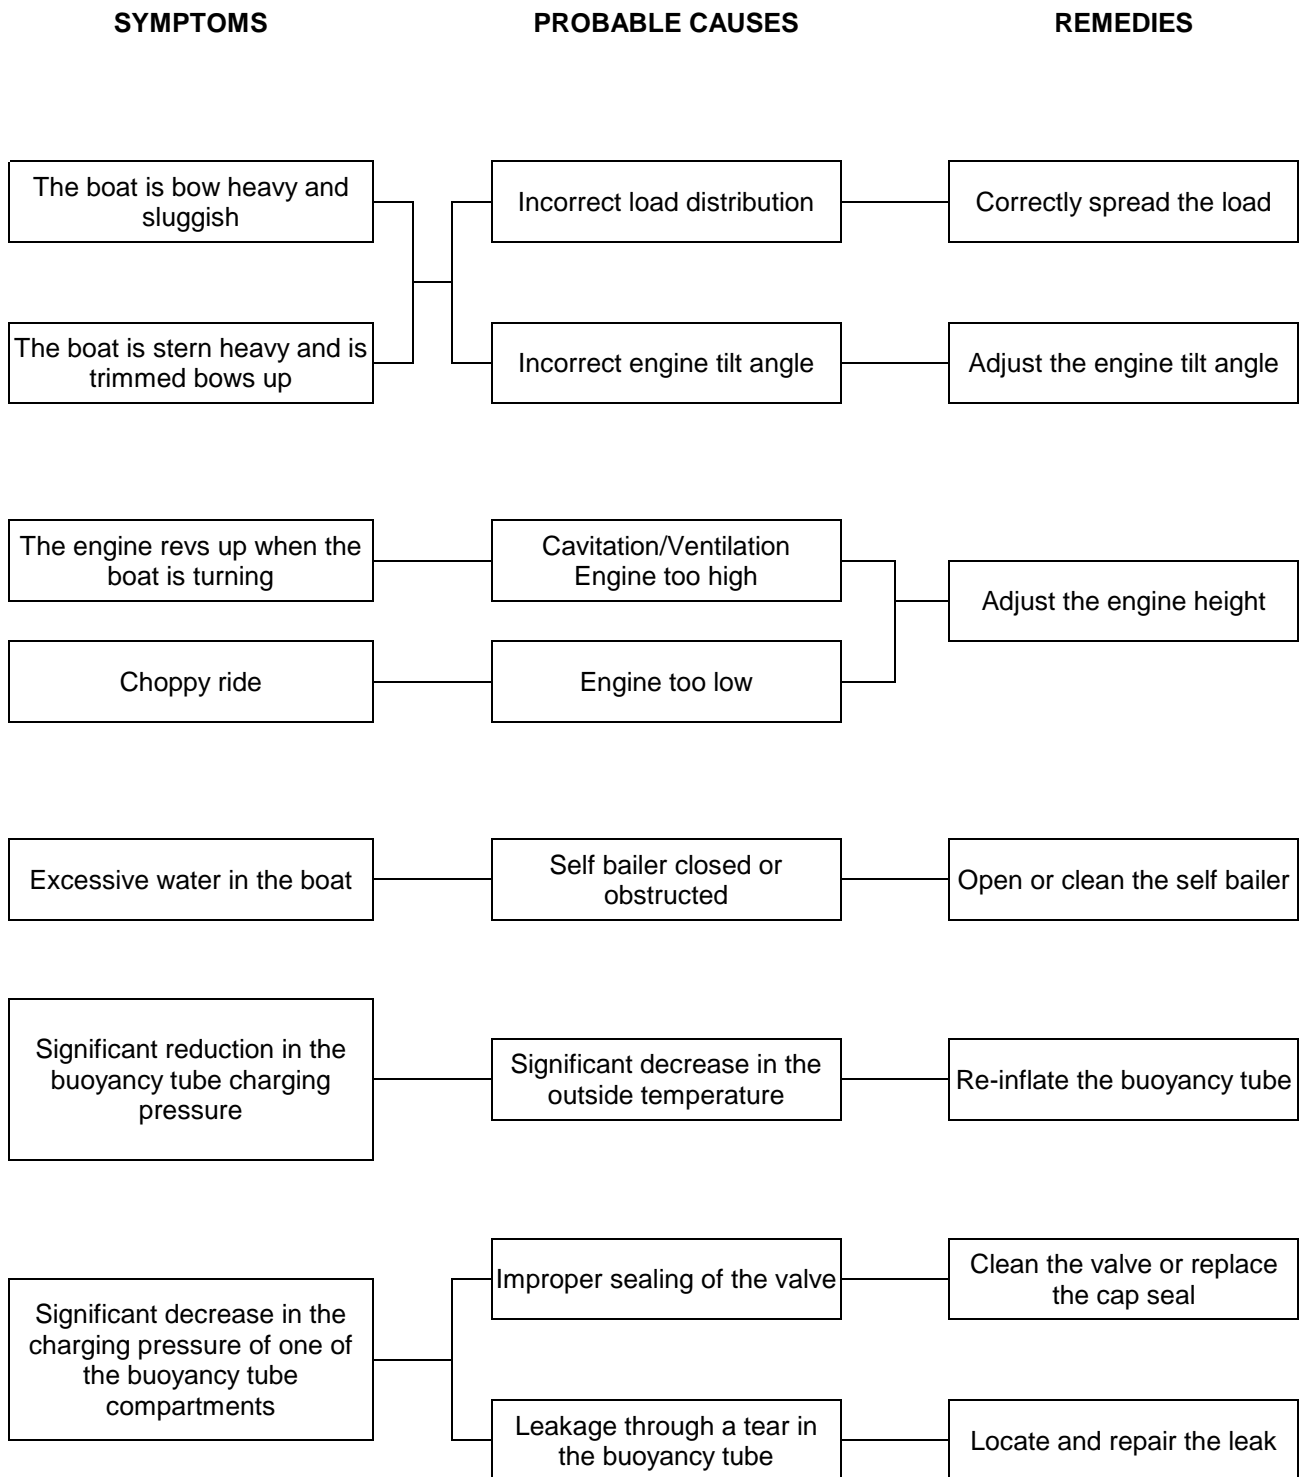 SYMPTOMS
PROBABLE CAUSES
REMEDIES
The boat is bow heavy and
sluggish
Incorrect load distribution
Correctly spread the load
The boat is stern heavy and is
trimmed bows up
Incorrect engine tilt angle
Adjust the engine tilt angle
The engine revs up when the
boat is turning
Cavitation/Ventilation
Engine too high
Adjust the engine height
Choppy ride
Engine too low
Excessive water in the boat
Self bailer closed or
obstructed
Open or clean the self bailer
Significant reduction in the
buoyancy tube charging
pressure
Significant decrease in the
outside temperature
Re-inflate the buoyancy tube
Significant decrease in the
charging pressure of one of
the buoyancy tube
compartments
Improper sealing of the valve
Clean the valve or replace
the cap seal
Leakage through a tear in
the buoyancy tube
Locate and repair the leak